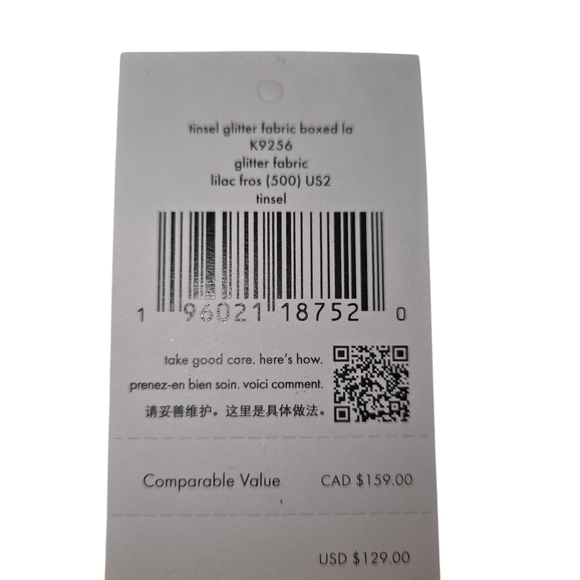 tinsel glitter fabric boxed la
K9256
glitter fabric
lilac fros (500) US2
tinsel
1 96021 18752 0
take good care. here's how.
prenez-en bien soin. voici comment.
请妥善维护。这里是具体做法。
Comparable Value CAD $159.00
USD $129.00